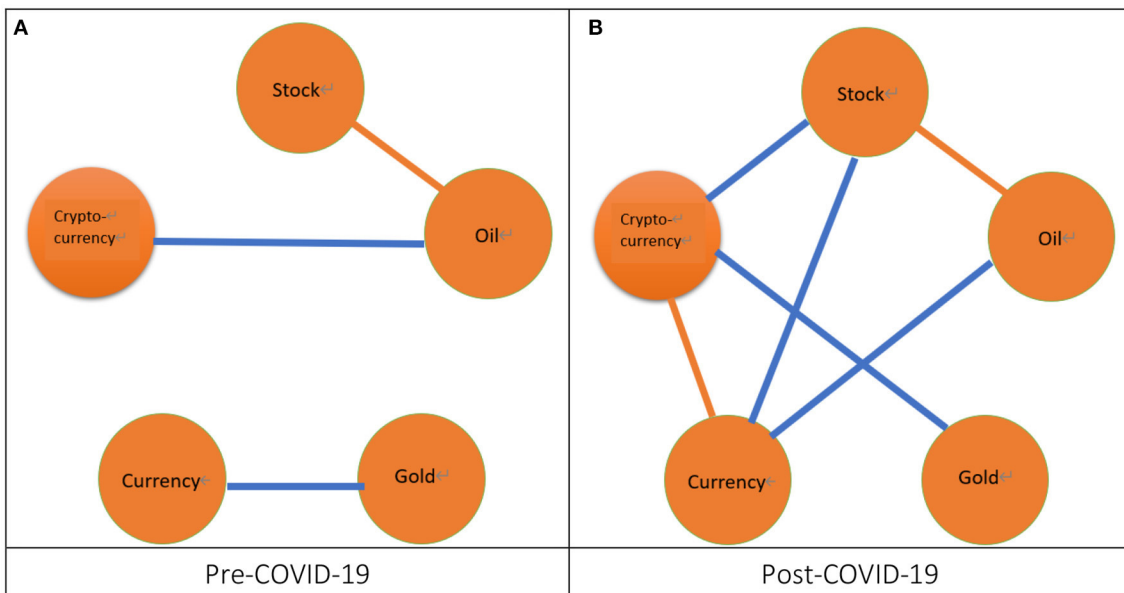 A
Stock↵
Crypto-↵
currency↵
Oil↵
Currency↵
Gold↵
Pre-COVID-19
B
Stock↵
Crypto-↵
currency↵
Oil↵
Currency↵
Gold↵
Post-COVID-19